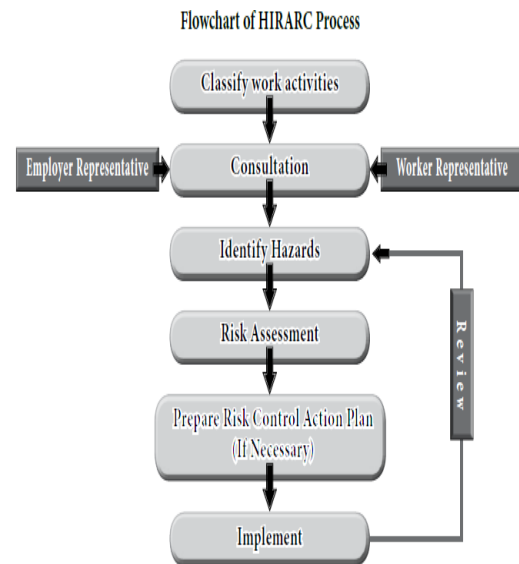 Flowchart of HIRARC Process
Classify work activities
Employer Representative
Consultation
Worker Representative
Identify Hazards
Risk Assessment
Review
Prepare Risk Control Action Plan
(If Necessary)
Implement